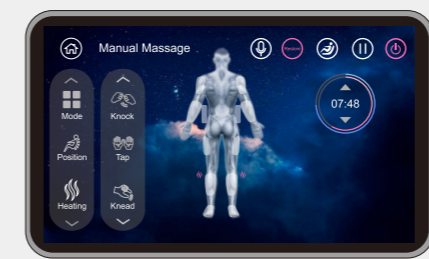 Manual Massage
07:48
Mode
Knock
Position
Tap
Heating
Knead